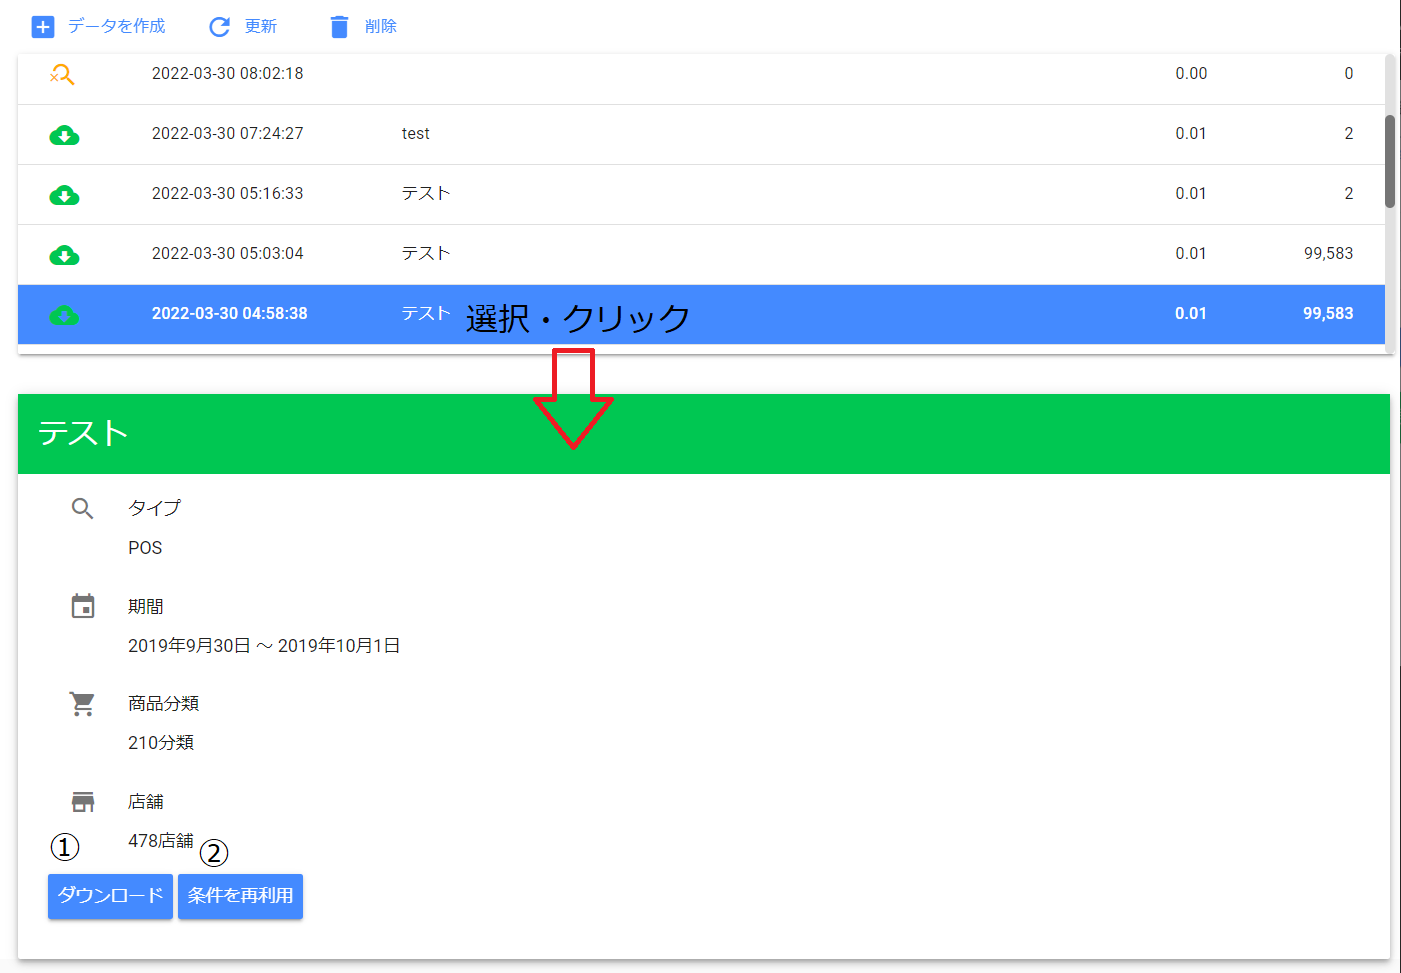 データを作成 更新 削除
2022-03-30 08:02:18 0.00 0
2022-03-30 07:24:27 test 0.01 2
2022-03-30 05:16:33 テスト 0.01 2
2022-03-30 05:03:04 テスト 0.01 99,583
2022-03-30 04:58:38 テスト 選択・クリック 0.01 99,583
テスト
タイプ
POS
期間
2019年9月30日 ～ 2019年10月1日
商品分類
210分類
店舗
478店舗
① ②
ダウンロード 条件を再利用